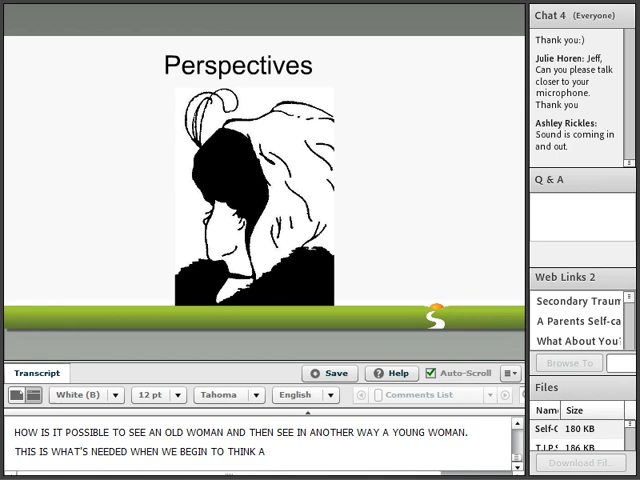 Perspectives
Chat 4 (Everyone)
Thank you:)
Julie Horen: Jeff,
Can you please talk
closer to your
microphone.
Thank you
Ashley Rickles:
Sound is coming in
and out.
Q & A
Web Links 2
Secondary Traum
A Parents Self-ca
What About You
Browse To
Files
Name Size
Self-C 180 KB
T.I.P.S 186 KB
Download Fil...
Transcript
Save
Help
Auto-Scroll
White (B)
12 pt
Tahoma
English
Comments List
HOW IS IT POSSIBLE TO SEE AN OLD WOMAN AND THEN SEE IN ANOTHER WAY A YOUNG WOMAN.
THIS IS WHAT'S NEEDED WHEN WE BEGIN TO THINK A